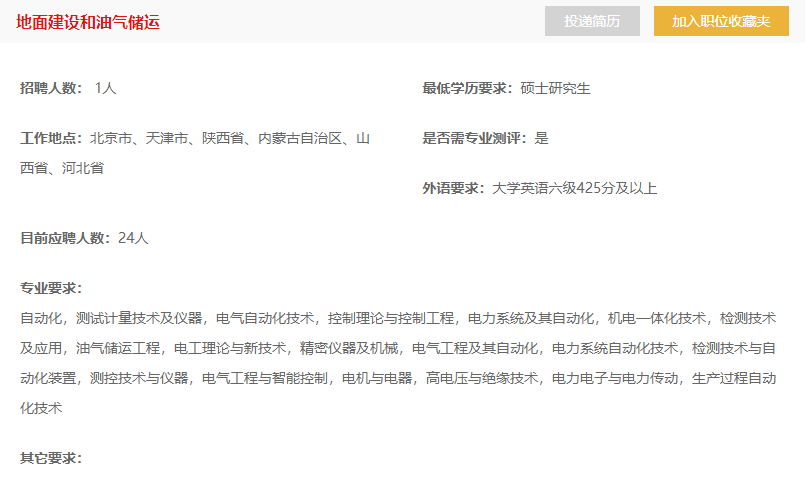 地面建设和油气储运
投递简历
加入职位收藏夹
招聘人数： 1人
最低学历要求：硕士研究生
工作地点：北京市、天津市、陕西省、内蒙古自治区、山
西省、河北省
是否需专业测评：是
外语要求：大学英语六级425分及以上
目前应聘人数：24人
专业要求：
自动化，测试计量技术及仪器，电气自动化技术，控制理论与控制工程，电力系统及其自动化，机电一体化技术，检测技术
及应用，油气储运工程，电工理论与新技术，精密仪器及机械，电气工程及其自动化，电力系统自动化技术，检测技术与自
动化装置，测控技术与仪器，电气工程与智能控制，电机与电器，高电压与绝缘技术，电力电子与电力传动，生产过程自动
化技术
其它要求：